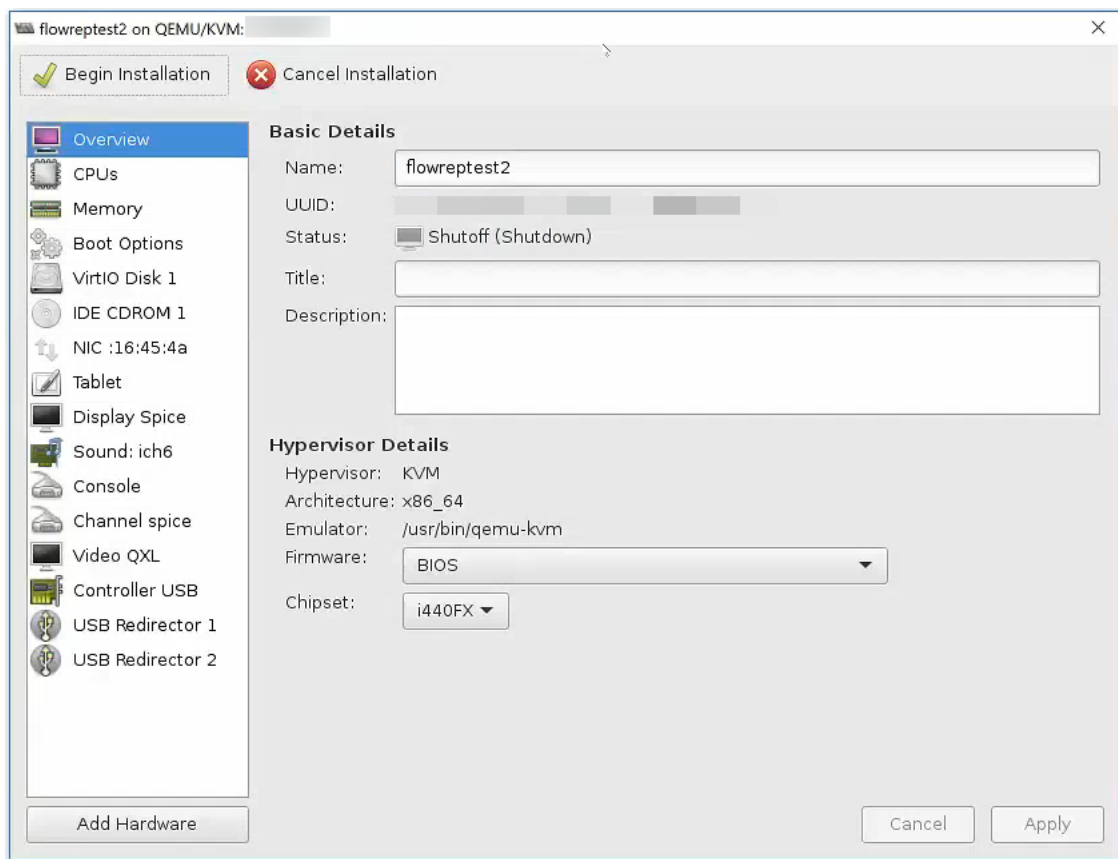 flowreptest2 on QEMU/KVM:
Begin Installation
Cancel Installation
Overview
CPUs
Memory
Boot Options
VirtIO Disk 1
IDE CDROM 1
NIC :16:45:4a
Tablet
Display Spice
Sound: ich6
Console
Channel spice
Video QXL
Controller USB
USB Redirector 1
USB Redirector 2
Add Hardware
Basic Details
Name: flowreptest2
UUID:
Status: Shutoff (Shutdown)
Title:
Description:
Hypervisor Details
Hypervisor: KVM
Architecture: x86_64
Emulator: /usr/bin/qemu-kvm
Firmware: BIOS
Chipset: i440FX
Cancel
Apply